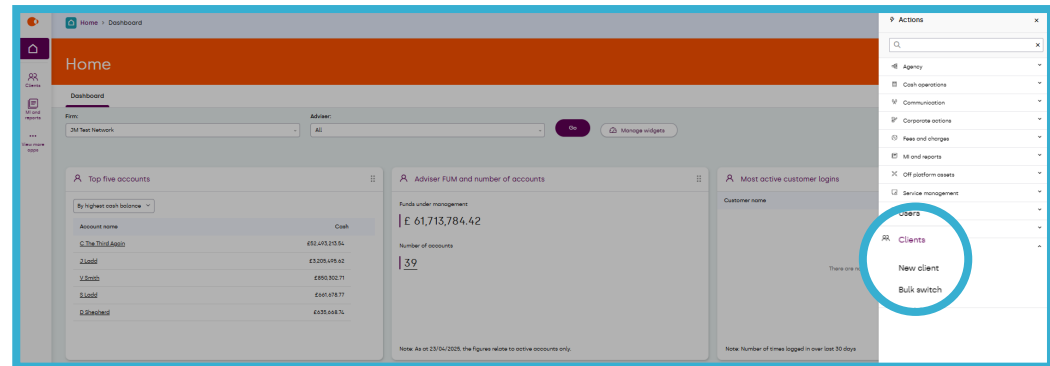 Home > Dashboard
Home
Clients
MI and
reports
View more
apps
Dashboard
Firm:
2M Test Network
Adviser:
All
Go
Manage widgets
Top five accounts
By highest cash balance
Account name Cash
C The Third Again £52,493,213.54
J Ladd £3,205,495.62
V Smith £850,302.71
S Ladd £661,678.77
D Shepherd £635,668.74
Adviser FUM and number of accounts
Funds under management
£ 61,713,784.42
Number of accounts
39
Note: As at 23/04/2025, the figures relate to active accounts only.
Most active customer logins
Customer name
There are no
Note: Number of times logged in over last 30 days
Actions
Agency
Cash operations
Communication
Corporate actions
Fees and charges
MI and reports
Off platform assets
Service management
Users
Clients
New client
Bulk switch